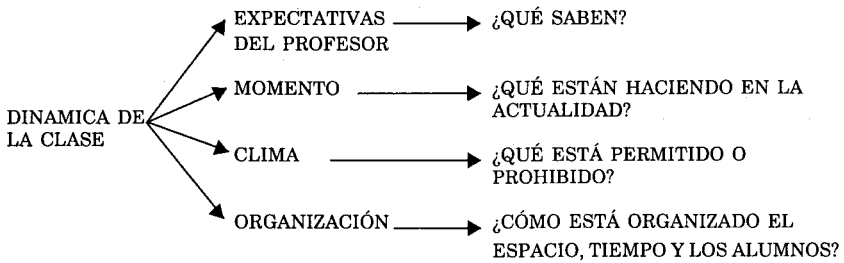 EXPECTATIVAS
DEL PROFESOR
¿QUÉ SABEN?
MOMENTO
¿QUÉ ESTÁN HACIENDO EN LA
ACTUALIDAD?
DINAMICA DE
LA CLASE
CLIMA
¿QUÉ ESTÁ PERMITIDO O
PROHIBIDO?
ORGANIZACIÓN
¿CÓMO ESTÁ ORGANIZADO EL
ESPACIO, TIEMPO Y LOS ALUMNOS?